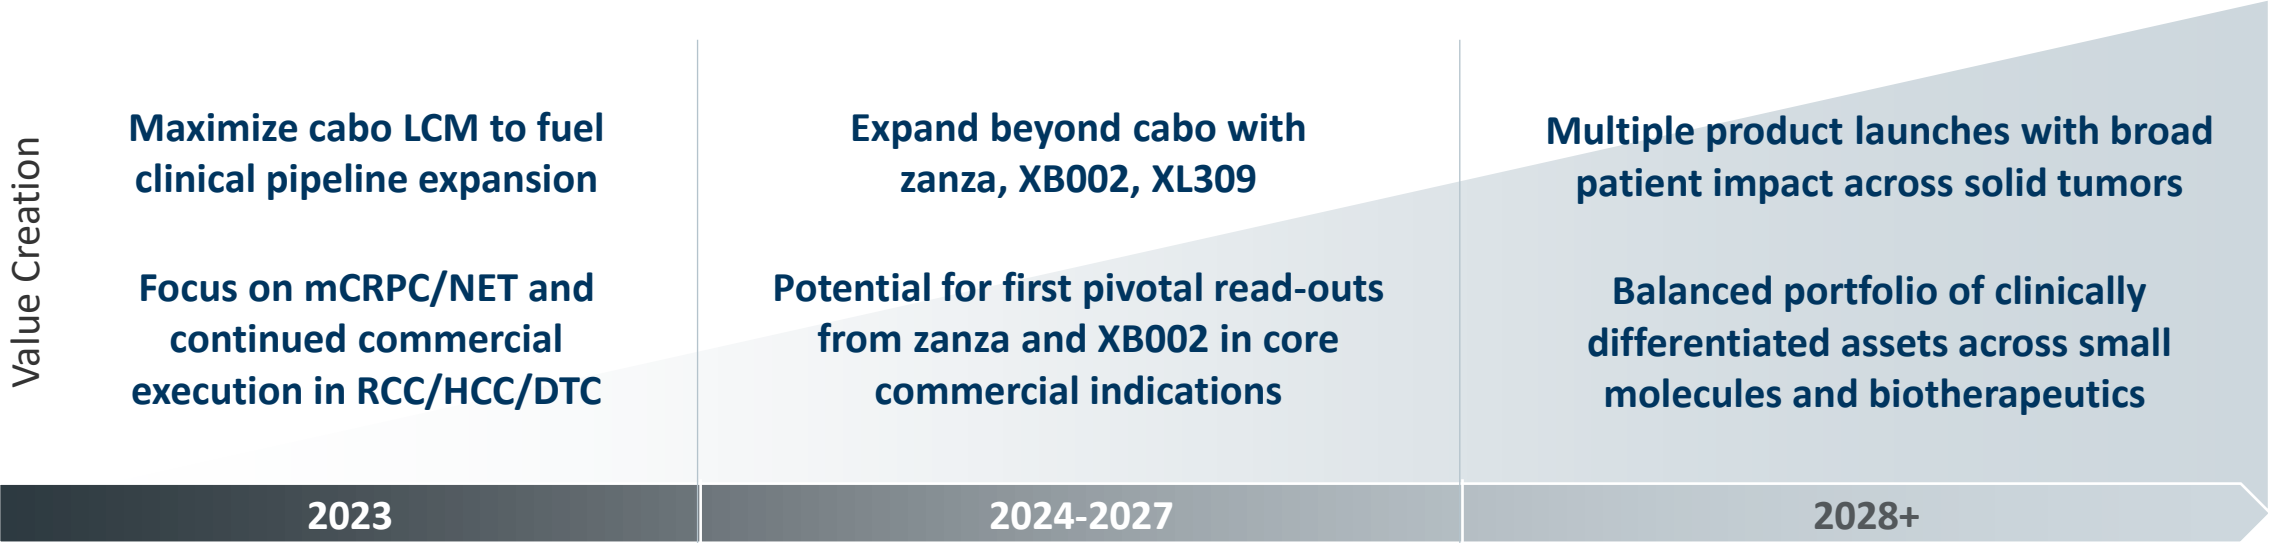 Value Creation
Maximize cabo LCM to fuel
clinical pipeline expansion
Focus on mCRPC/NET and
continued commercial
execution in RCC/HCC/DTC
2023
Expand beyond cabo with
zanza, XB002, XL309
Potential for first pivotal read-outs
from zanza and XB002 in core
commercial indications
2024-2027
Multiple product launches with broad
patient impact across solid tumors
Balanced portfolio of clinically
differentiated assets across small
molecules and biotherapeutics
2028+